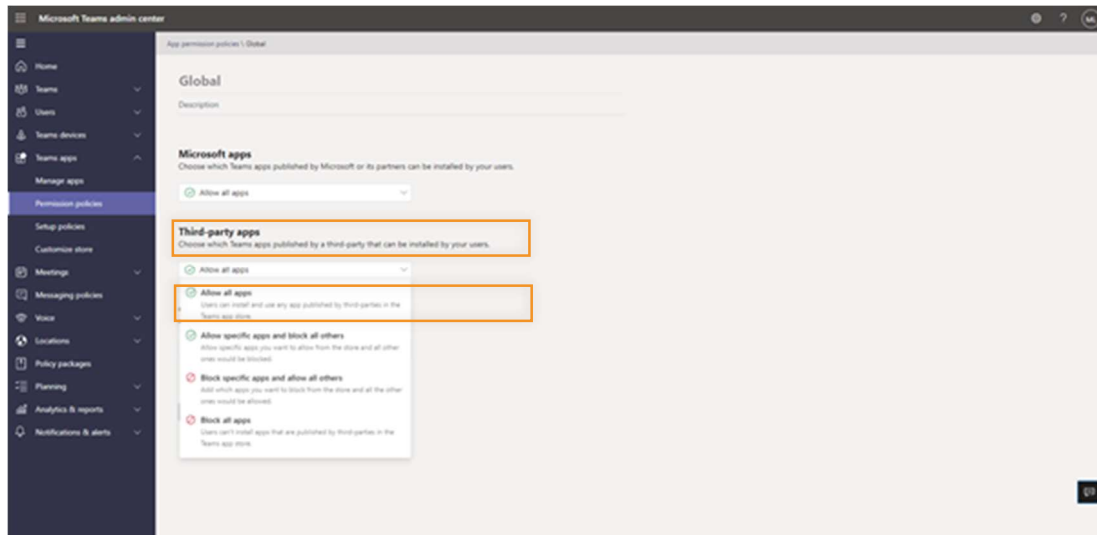 Microsoft Teams admin center
?
ML
App permission policies \ Global
Home
Teams
Users
Teams devices
Teams apps
Manage apps
Permission policies
Setup policies
Customize store
Meetings
Messaging policies
Voice
Locations
Policy packages
Planning
Analytics & reports
Notifications & alerts
Global
Description
Microsoft apps
Choose which Teams apps published by Microsoft or its partners can be installed by your users.
Allow all apps
Third-party apps
Choose which Teams apps published by a third-party that can be installed by your users.
Allow all apps
Allow all apps
Users can install and use any app published by third-parties in the
Teams app store.
Allow specific apps and block all others
Allow specific apps you want to allow from the store and all other
ones would be blocked.
Block specific apps and allow all others
Add which apps you want to block from the store and all the other
ones would be allowed.
Block all apps
Users can't install apps that are published by third-parties in the
Teams app store.